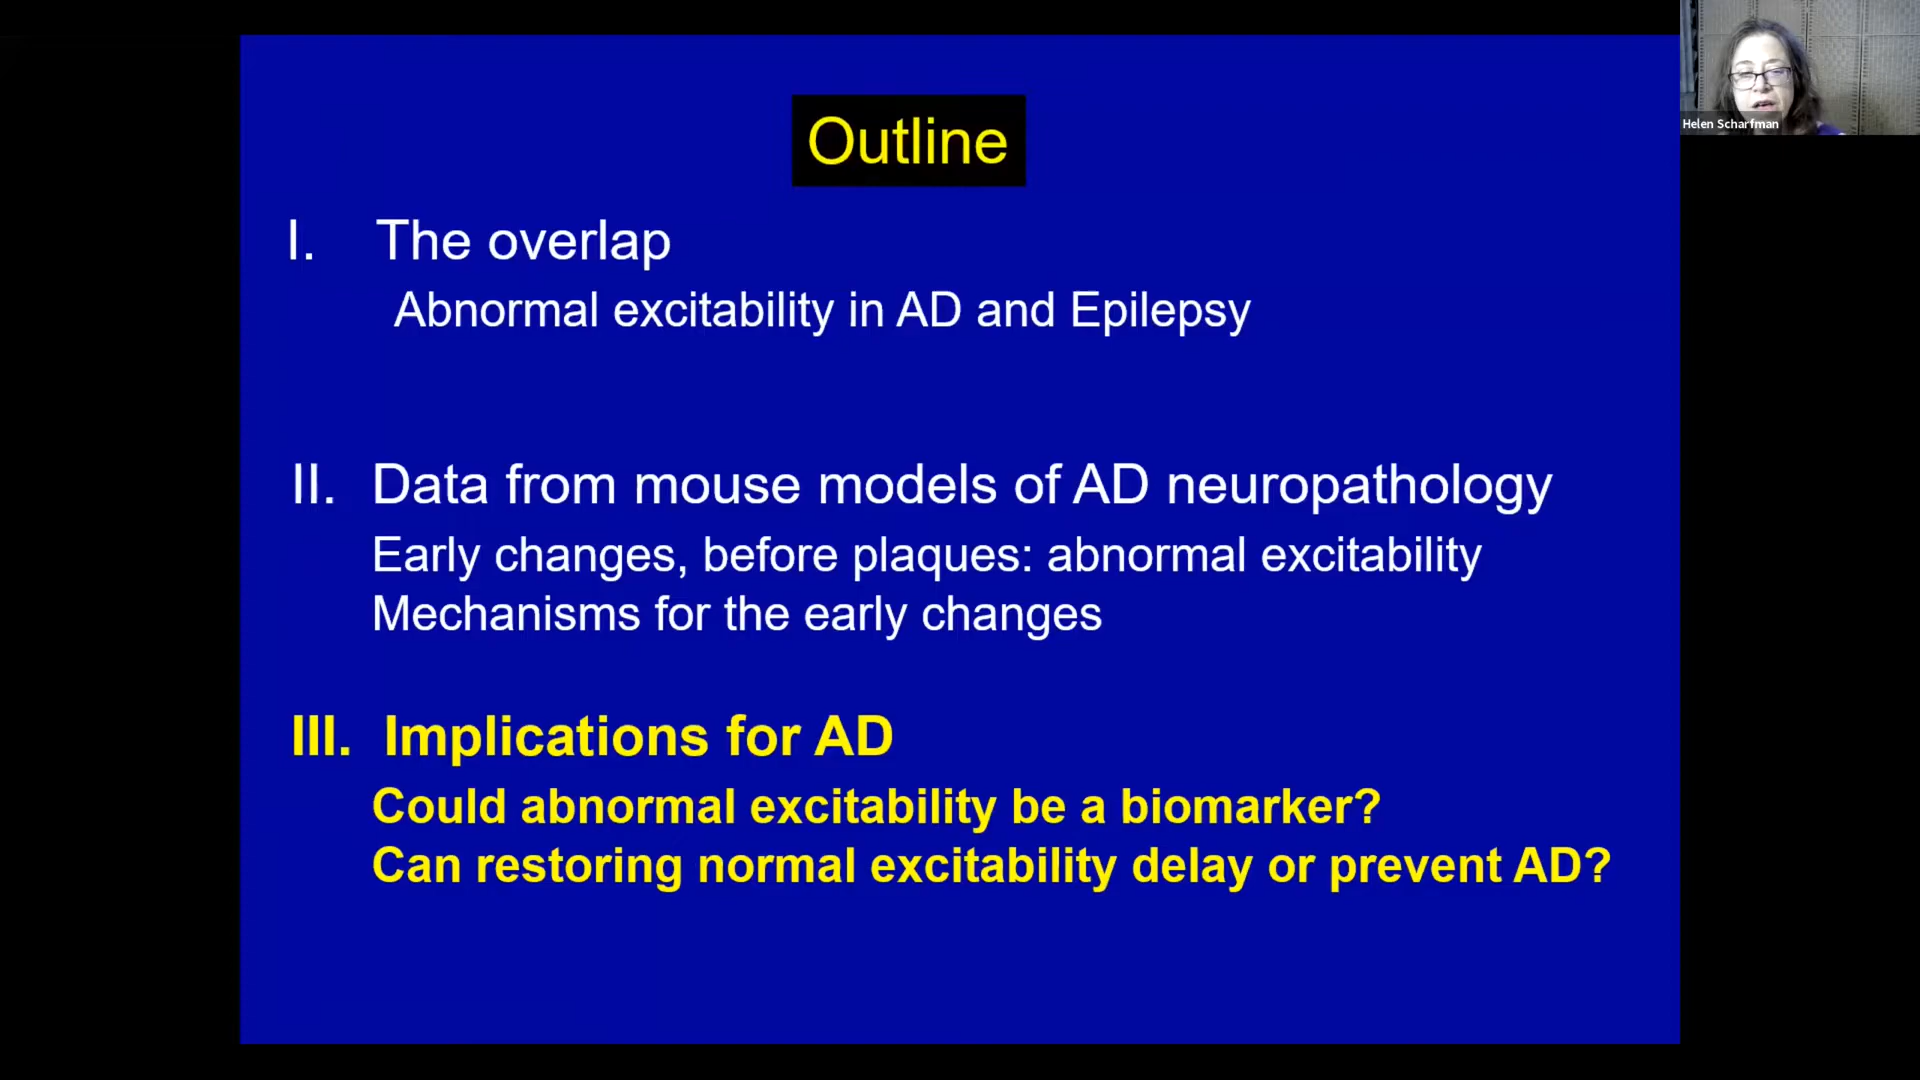 Outline
I. The overlap
Abnormal excitability in AD and Epilepsy
II. Data from mouse models of AD neuropathology
Early changes, before plaques: abnormal excitability
Mechanisms for the early changes
III. Implications for AD
Could abnormal excitability be a biomarker?
Can restoring normal excitability delay or prevent AD?
Helen Scharfman